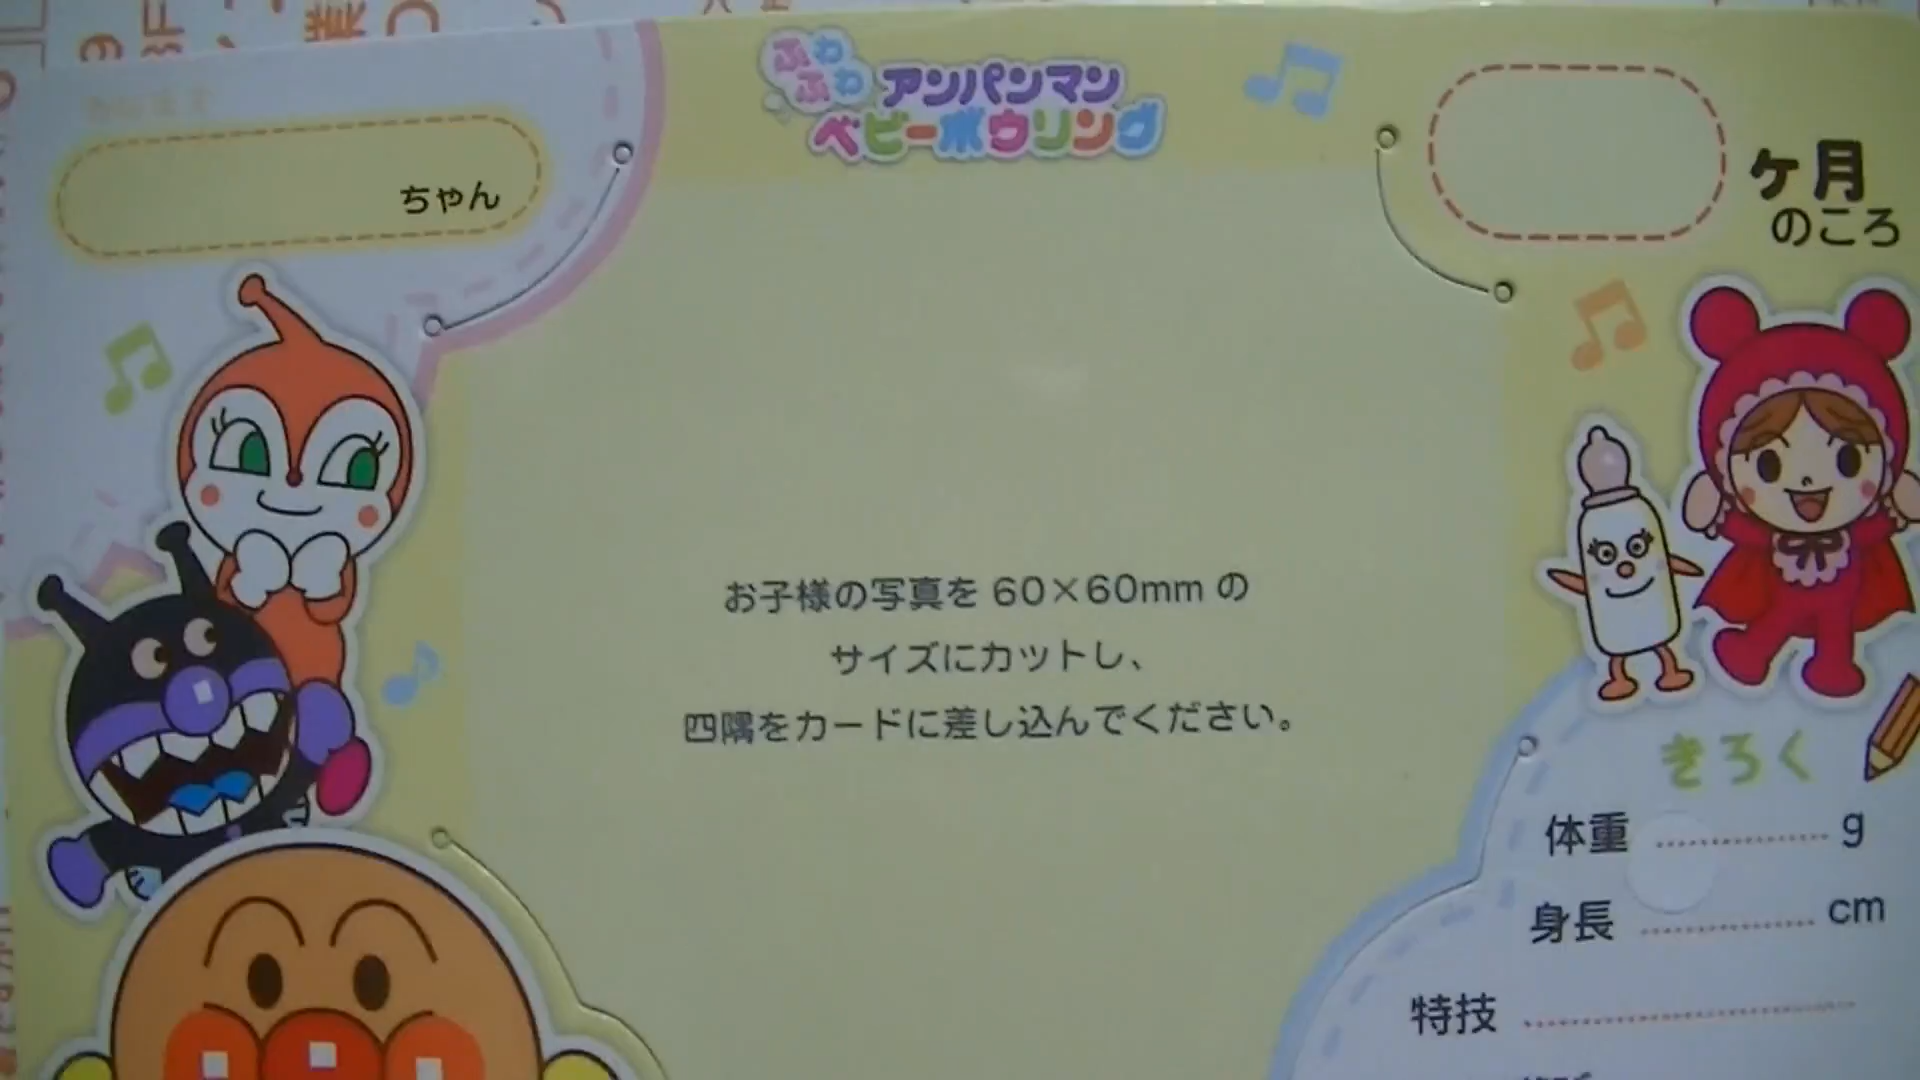 ふわふわ
アンパンマン
ベビーボウリング
ちゃん
ヶ月
のころ
お子様の写真を 60×60mm の
サイズにカットし、
四隅をカードに差し込んでください。
きろく
体重 g
身長 cm
特技